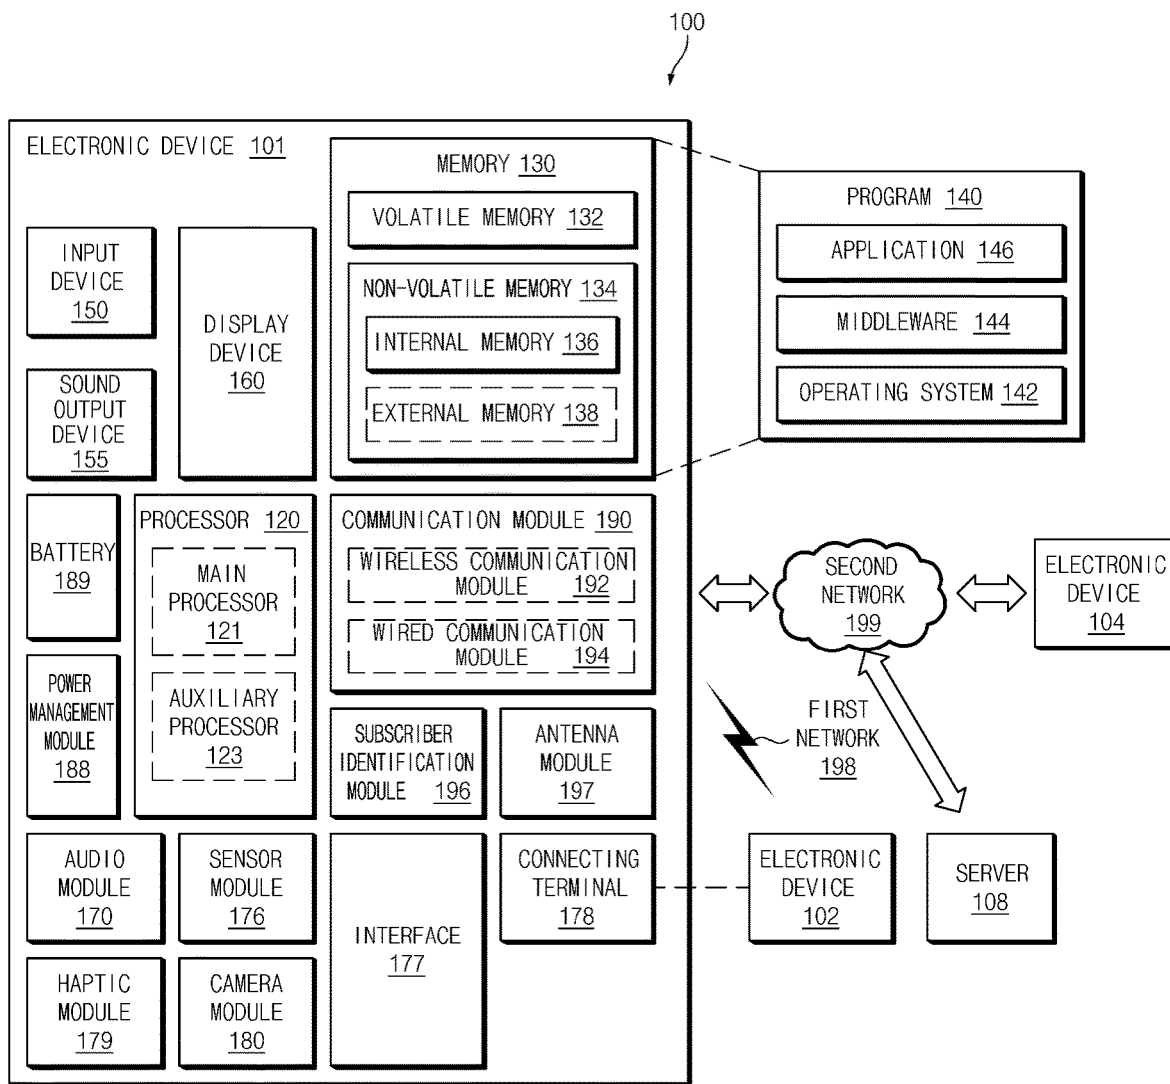 100
ELECTRONIC DEVICE 101
MEMORY 130
VOLATILE MEMORY 132
NON-VOLATILE MEMORY 134
INTERNAL MEMORY 136
EXTERNAL MEMORY 138
PROGRAM 140
APPLICATION 146
MIDDLEWARE 144
OPERATING SYSTEM 142
INPUT
DEVICE
150
DISPLAY
DEVICE
160
SOUND
OUTPUT
DEVICE
155
BATTERY
189
PROCESSOR 120
MAIN
PROCESSOR
121
AUXILIARY
PROCESSOR
123
COMMUNICATION MODULE 190
WIRELESS COMMUNICATION
MODULE 192
WIRED COMMUNICATION
MODULE 194
SECOND
NETWORK
199
ELECTRONIC
DEVICE
104
POWER
MANAGEMENT
MODULE
188
SUBSCRIBER
IDENTIFICATION
MODULE 196
ANTENNA
MODULE
197
FIRST
NETWORK
198
AUDIO
MODULE
170
SENSOR
MODULE
176
INTERFACE
177
CONNECTING
TERMINAL
178
ELECTRONIC
DEVICE
102
SERVER
108
HAPTIC
MODULE
179
CAMERA
MODULE
180